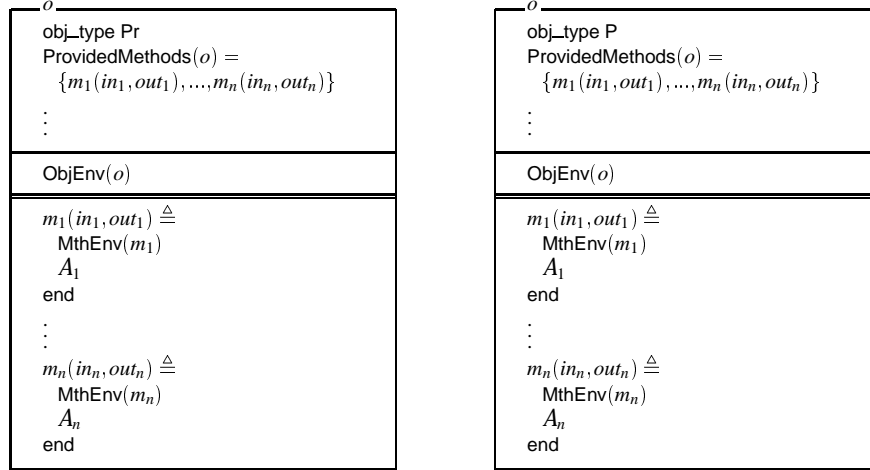 o
obj_type Pr
ProvidedMethods(o) =
{m₁(in₁,out₁),...,mₙ(inₙ,outₙ)}
⋮
ObjEnv(o)
m₁(in₁,out₁) ≜
MthEnv(m₁)
A₁
end
⋮
mₙ(inₙ,outₙ) ≜
MthEnv(mₙ)
Aₙ
end
o
obj_type P
ProvidedMethods(o) =
{m₁(in₁,out₁),...,mₙ(inₙ,outₙ)}
⋮
ObjEnv(o)
m₁(in₁,out₁) ≜
MthEnv(m₁)
A₁
end
⋮
mₙ(inₙ,outₙ) ≜
MthEnv(mₙ)
Aₙ
end